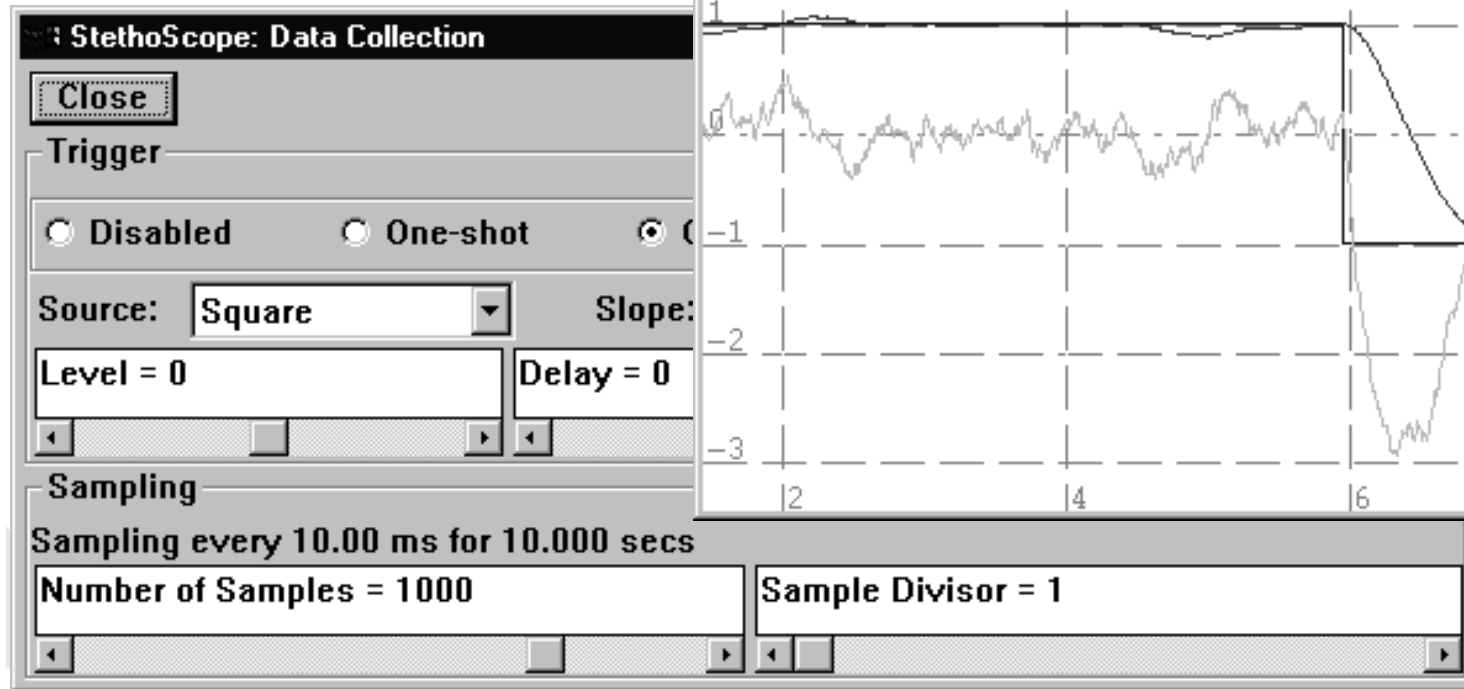 StethoScope: Data Collection
Close
Trigger
Disabled One-shot
Source: Square Slope:
Level = 0 Delay = 0
Sampling
Sampling every 10.00 ms for 10.000 secs
Number of Samples = 1000 Sample Divisor = 1
1
0
-1
-2
-3
2 4 6